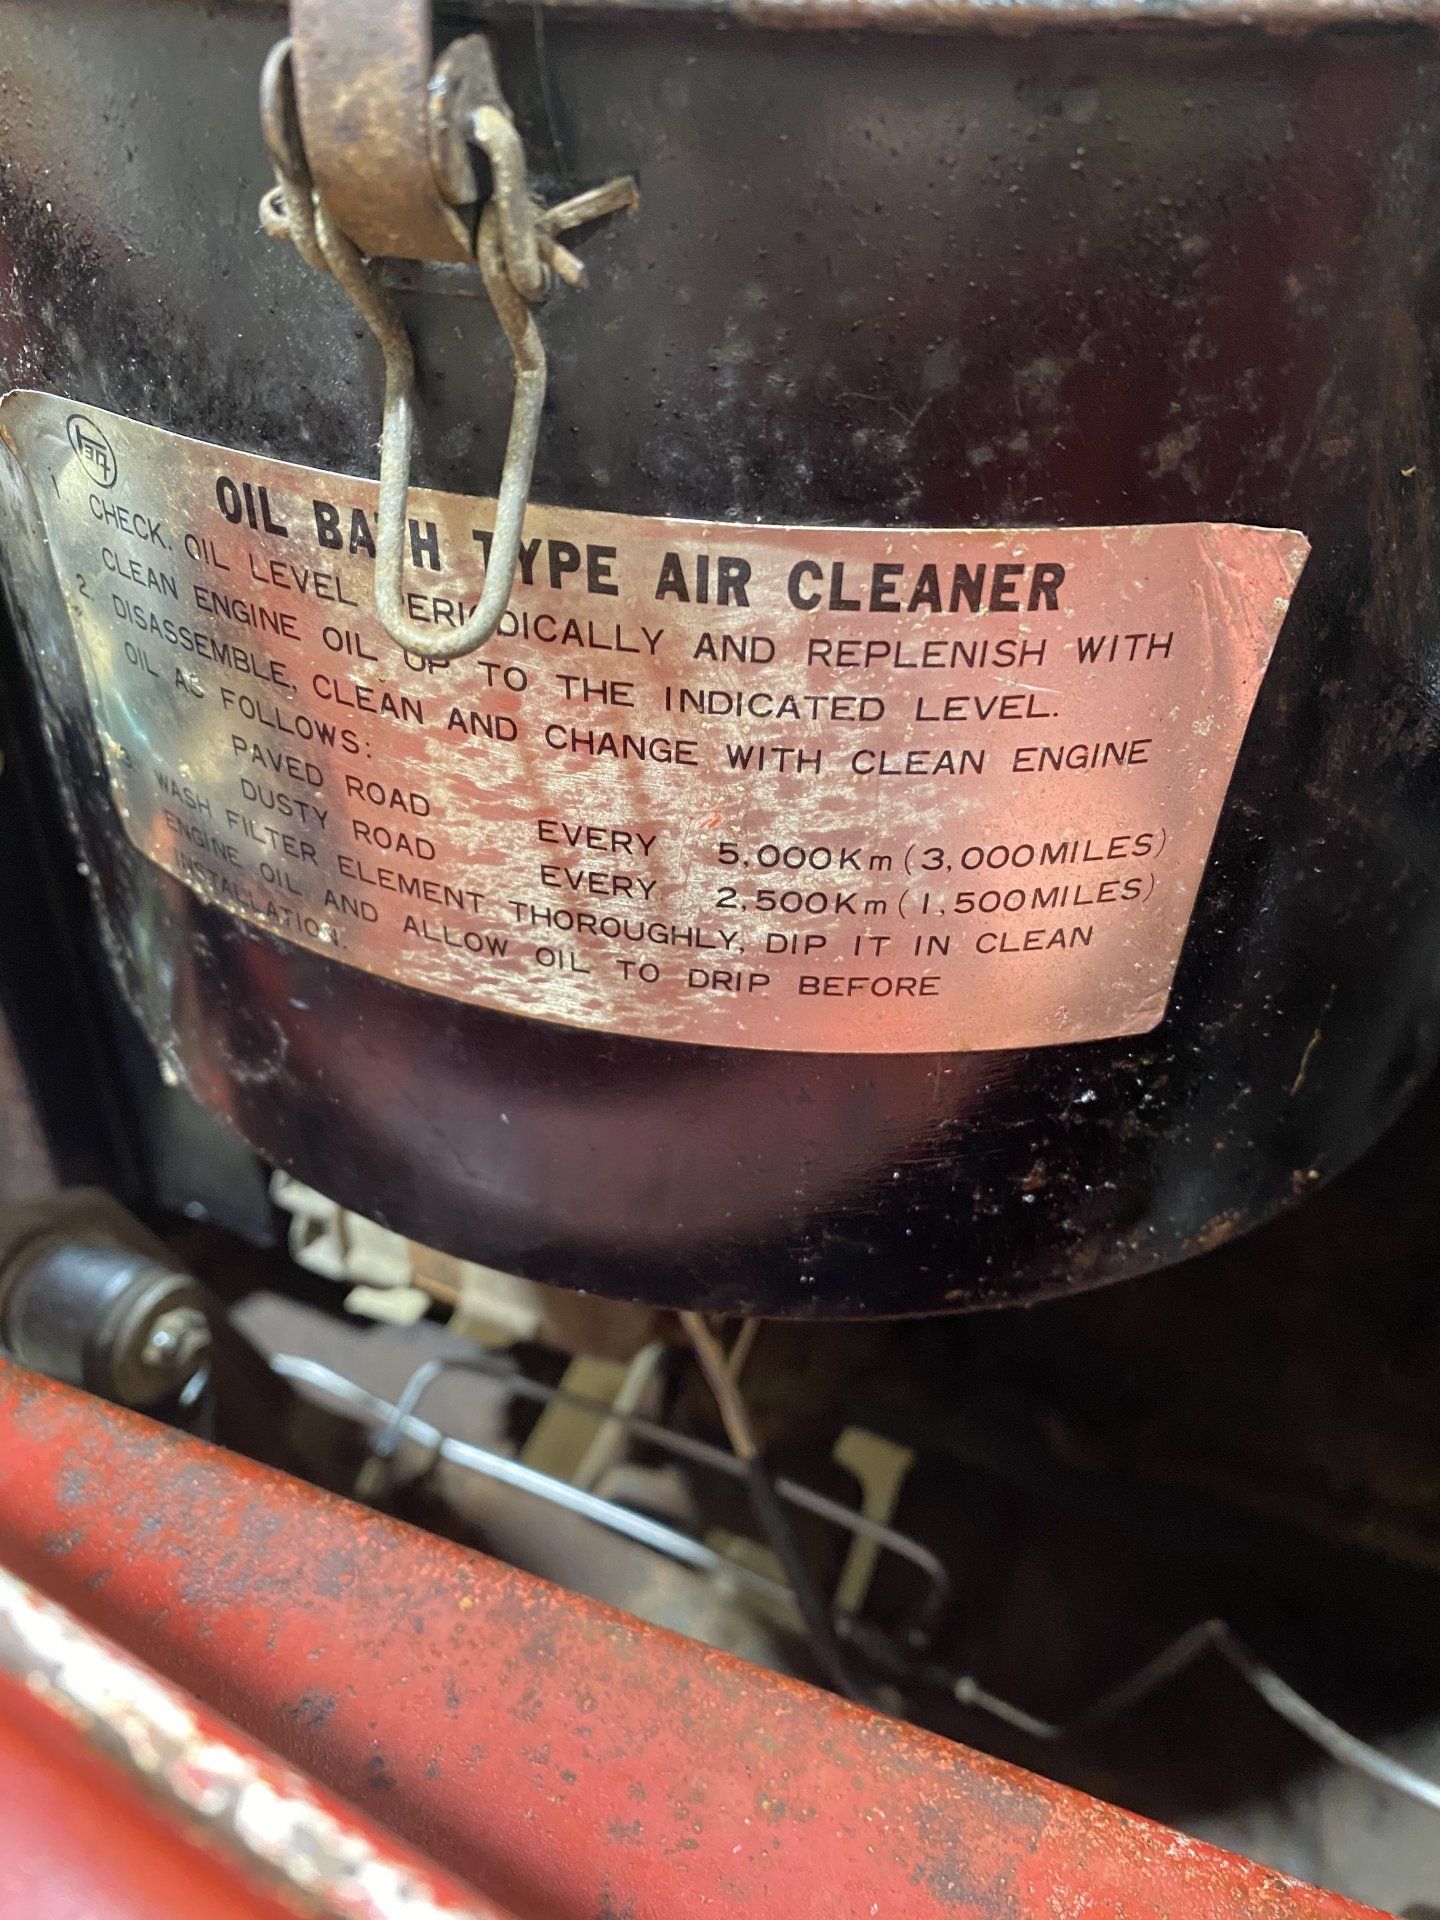 TEQ
OIL BATH TYPE AIR CLEANER
1. CHECK. OIL LEVEL PERIODICALLY AND REPLENISH WITH
CLEAN ENGINE OIL UP TO THE INDICATED LEVEL.
2. DISASSEMBLE, CLEAN AND CHANGE WITH CLEAN ENGINE
OIL AS FOLLOWS:
PAVED ROAD EVERY 5,000Km (3,000MILES)
DUSTY ROAD EVERY 2,500Km (1,500MILES)
3. WASH FILTER ELEMENT THOROUGHLY, DIP IT IN CLEAN
ENGINE OIL AND ALLOW OIL TO DRIP BEFORE
INSTALLATION.